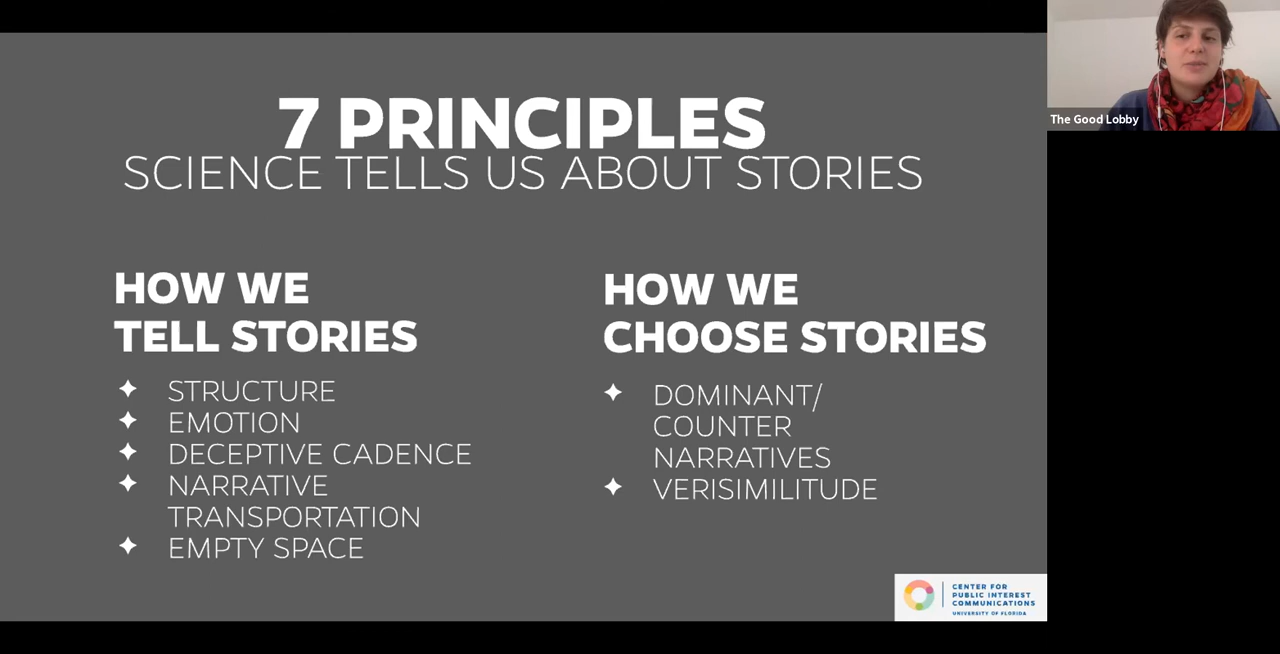 7 PRINCIPLES
SCIENCE TELLS US ABOUT STORIES
HOW WE
TELL STORIES
STRUCTURE
EMOTION
DECEPTIVE CADENCE
NARRATIVE
TRANSPORTATION
EMPTY SPACE
HOW WE
CHOOSE STORIES
DOMINANT/
COUNTER
NARRATIVES
VERISIMILITUDE
CENTER FOR
PUBLIC INTEREST
COMMUNICATIONS
UNIVERSITY OF FLORIDA
The Good Lobby